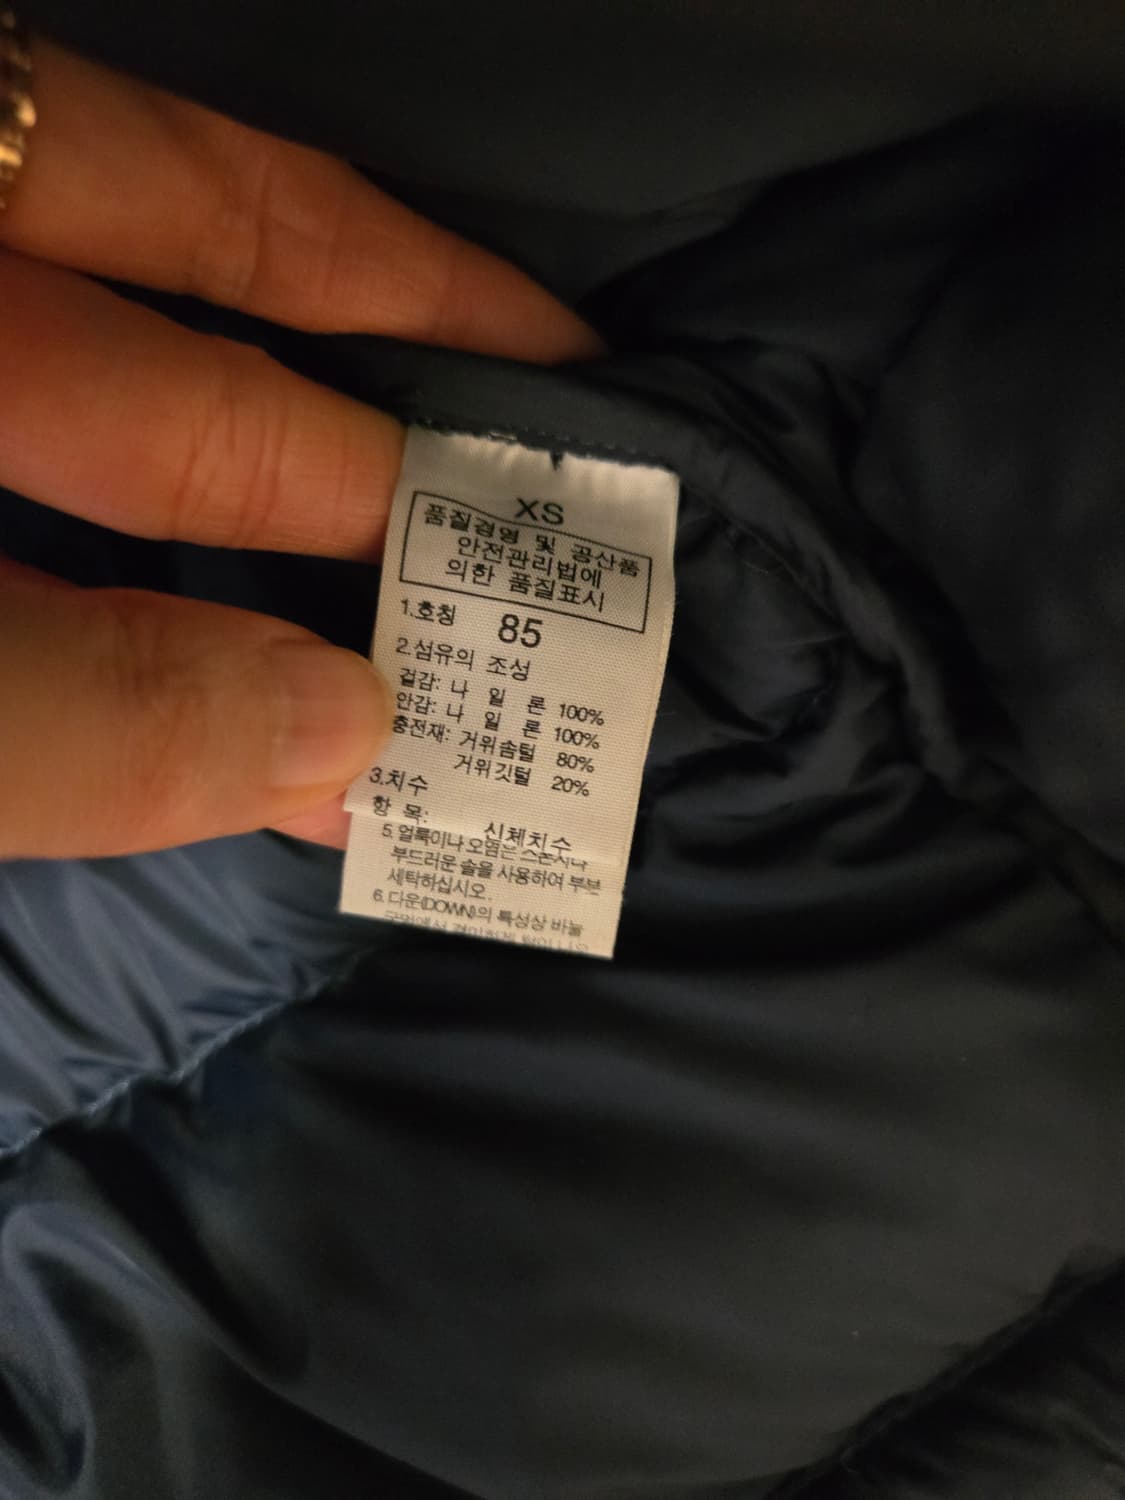 XS
품질경영 및 공산품
안전관리법에
의한 품질표시
1.호칭 85
2.섬유의 조성
겉감: 나 일 론 100%
안감: 나 일 론 100%
충전재: 거위솜털 80%
거위깃털 20%
3.치수
항 목: 신체치수
5. 얼룩이나 오염은 스폰지나
부드러운 솔을 사용하여 부분
세탁하십시오.
6. 다운(DOWN)의 특성상 바늘